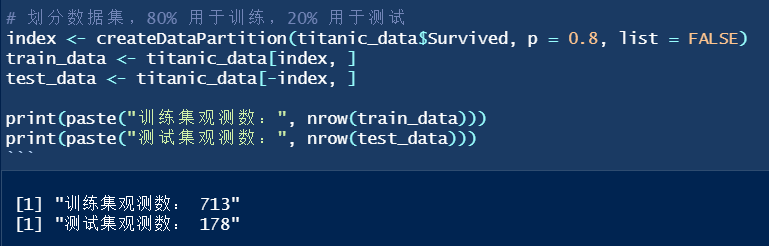 # 划分数据集，80% 用于训练，20% 用于测试
index <- createDataPartition(titanic_data$Survived, p = 0.8, list = FALSE)
train_data <- titanic_data[index, ]
test_data <- titanic_data[-index, ]
print(paste("训练集观测数：", nrow(train_data)))
print(paste("测试集观测数：", nrow(test_data)))
```
[1] "训练集观测数： 713"
[1] "测试集观测数： 178"